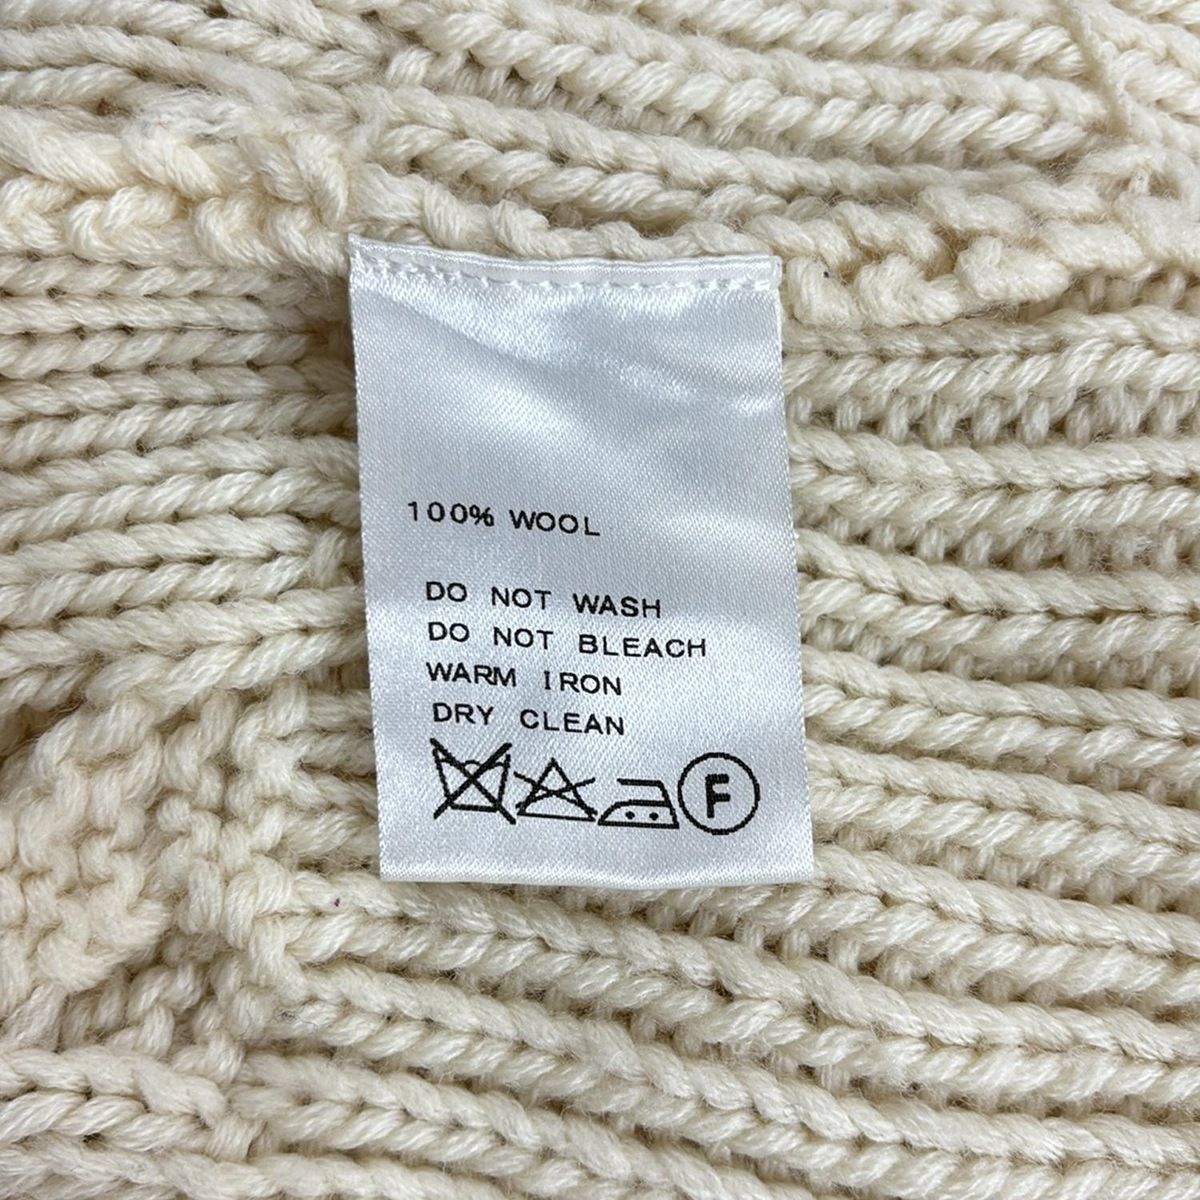 100% WOOL
DO NOT WASH
DO NOT BLEACH
WARM IRON
DRY CLEAN
F